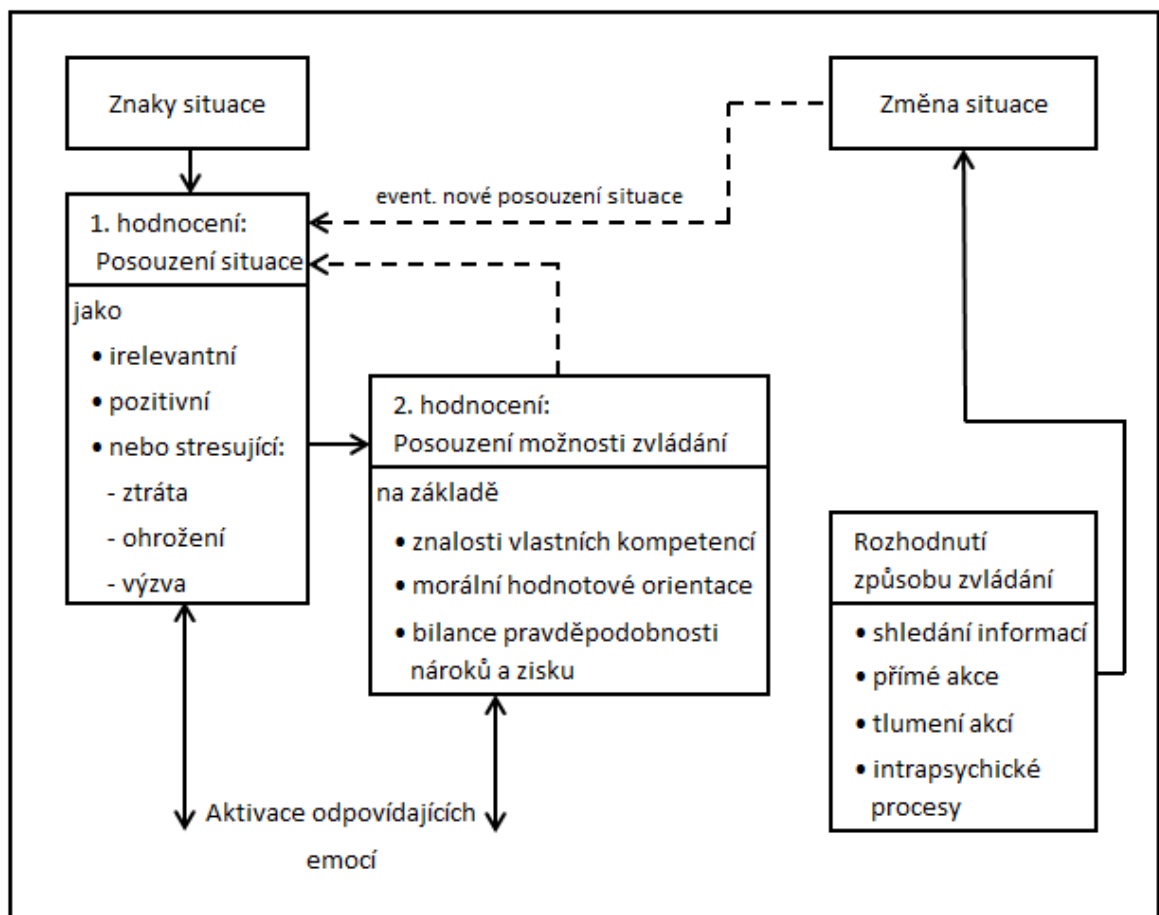 Znaky situace
Změna situace
event. nové posouzení situace
1. hodnocení:
Posouzení situace
jako
• irelevantní
• pozitivní
• nebo stresující:
- ztráta
- ohrožení
- výzva
2. hodnocení:
Posouzení možnosti zvládání
na základě
• znalosti vlastních kompetencí
• morální hodnotové orientace
• bilance pravděpodobnosti
nároků a zisku
Rozhodnutí
způsobu zvládání
• shledání informací
• přímé akce
• tlumení akcí
• intrapsychické
procesy
Aktivace odpovídajících
emocí